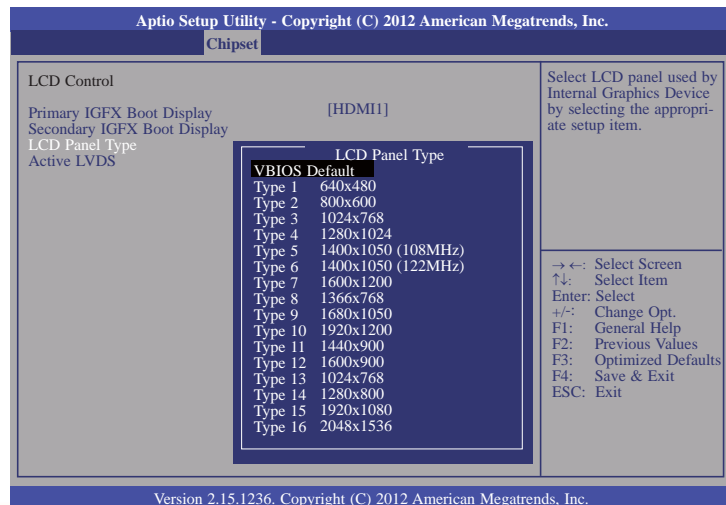 Aptio Setup Utility - Copyright (C) 2012 American Megatrends, Inc.
Chipset
LCD Control
Primary IGFX Boot Display [HDMI1]
Secondary IGFX Boot Display
LCD Panel Type
Active LVDS
LCD Panel Type
VBIOS Default
Type 1 640x480
Type 2 800x600
Type 3 1024x768
Type 4 1280x1024
Type 5 1400x1050 (108MHz)
Type 6 1400x1050 (122MHz)
Type 7 1600x1200
Type 8 1366x768
Type 9 1680x1050
Type 10 1920x1200
Type 11 1440x900
Type 12 1600x900
Type 13 1024x768
Type 14 1280x800
Type 15 1920x1080
Type 16 2048x1536
Select LCD panel used by
Internal Graphics Device
by selecting the appropri-
ate setup item.
→←: Select Screen
↑↓: Select Item
Enter: Select
+/-: Change Opt.
F1: General Help
F2: Previous Values
F3: Optimized Defaults
F4: Save & Exit
ESC: Exit
Version 2.15.1236. Copyright (C) 2012 American Megatrends, Inc.